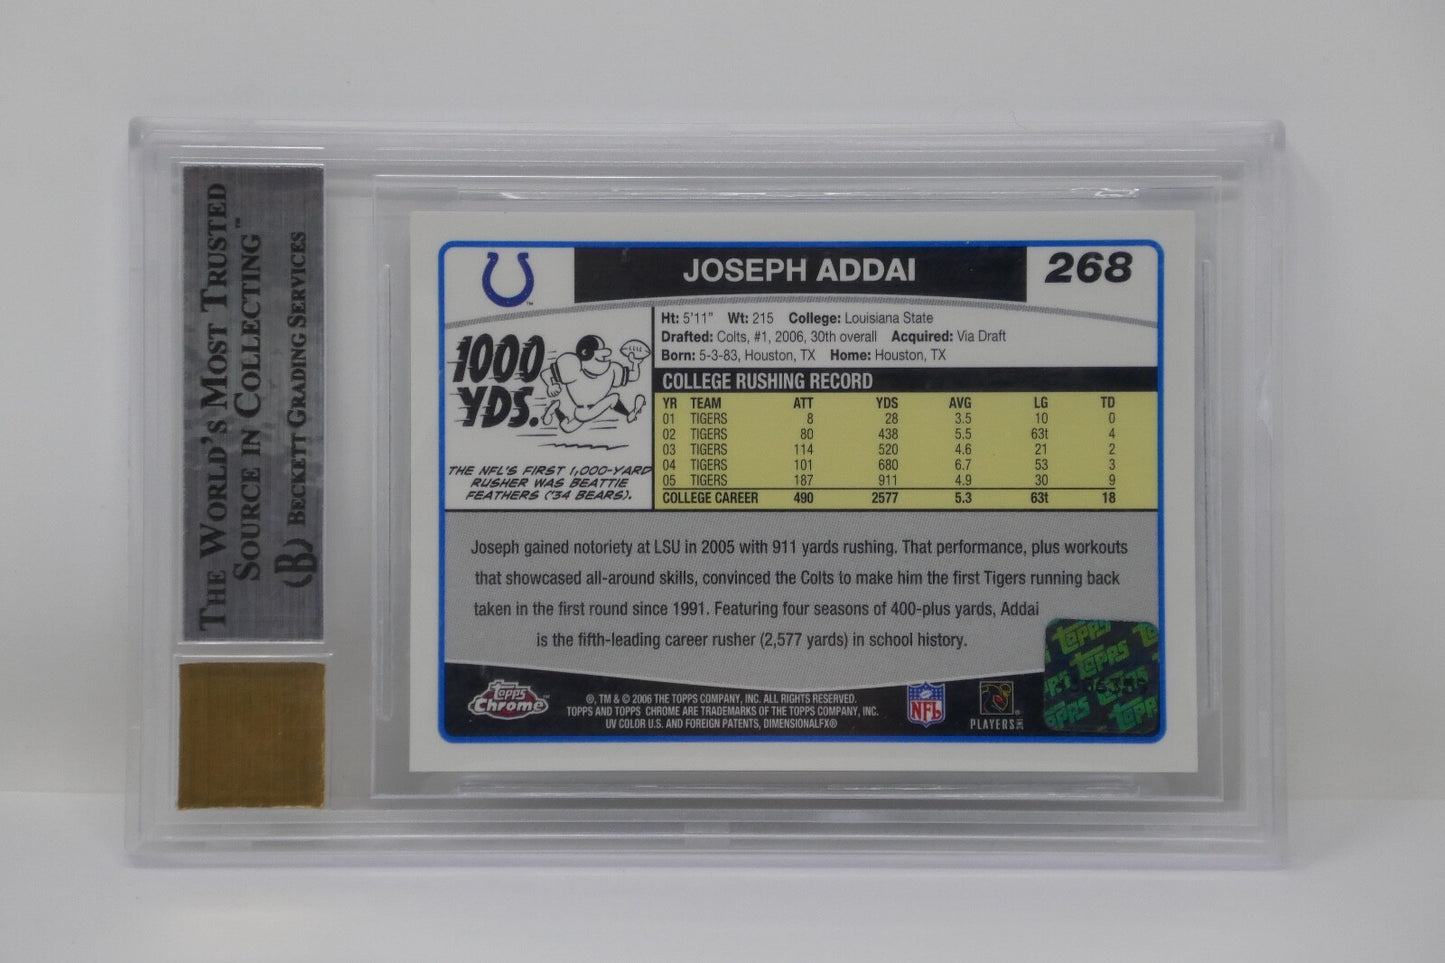 THE WORLD'S MOST TRUSTED
SOURCE IN COLLECTING™
(B) BECKETT GRADING SERVICES
JOSEPH ADDAI
268
TM
Ht: 5'11" Wt: 215 College: Louisiana State
Drafted: Colts, #1, 2006, 30th overall Acquired: Via Draft
Born: 5-3-83, Houston, TX Home: Houston, TX
1000
YDS.
THE NFL'S FIRST 1,000-YARD
RUSHER WAS BEATTIE
FEATHERS ('34 BEARS).
COLLEGE RUSHING RECORD
YR TEAM ATT YDS AVG LG TD
01 TIGERS 8 28 3.5 10 0
02 TIGERS 80 438 5.5 63t 4
03 TIGERS 114 520 4.6 21 2
04 TIGERS 101 680 6.7 53 3
05 TIGERS 187 911 4.9 30 9
COLLEGE CAREER 490 2577 5.3 63t 18
Joseph gained notoriety at LSU in 2005 with 911 yards rushing. That performance, plus workouts
that showcased all-around skills, convinced the Colts to make him the first Tigers running back
taken in the first round since 1991. Featuring four seasons of 400-plus yards, Addai
is the fifth-leading career rusher (2,577 yards) in school history.
Topps
Chrome™
®, TM & © 2006 THE TOPPS COMPANY, INC. ALL RIGHTS RESERVED.
TOPPS AND TOPPS CHROME ARE TRADEMARKS OF THE TOPPS COMPANY, INC.
UV COLOR U.S. AND FOREIGN PATENTS, DIMENSIONALFX®
NFL
PLAYERS INC
Topps
Topps
Topps